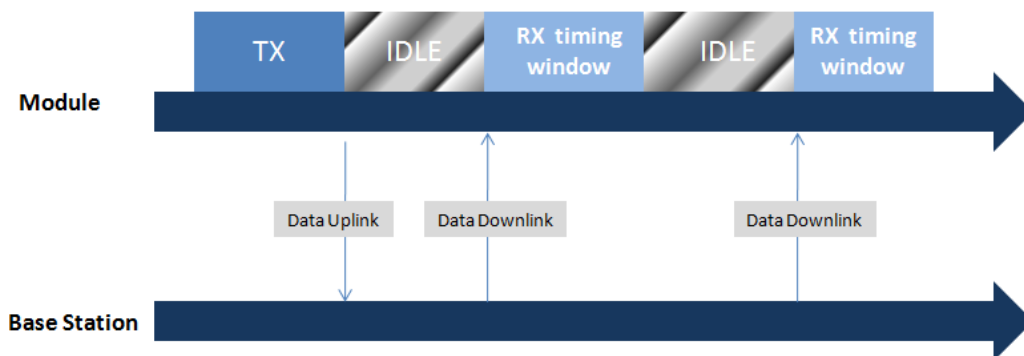 TX
IDLE
RX timing
window
IDLE
RX timing
window
Module
Data Uplink
Data Downlink
Data Downlink
Base Station